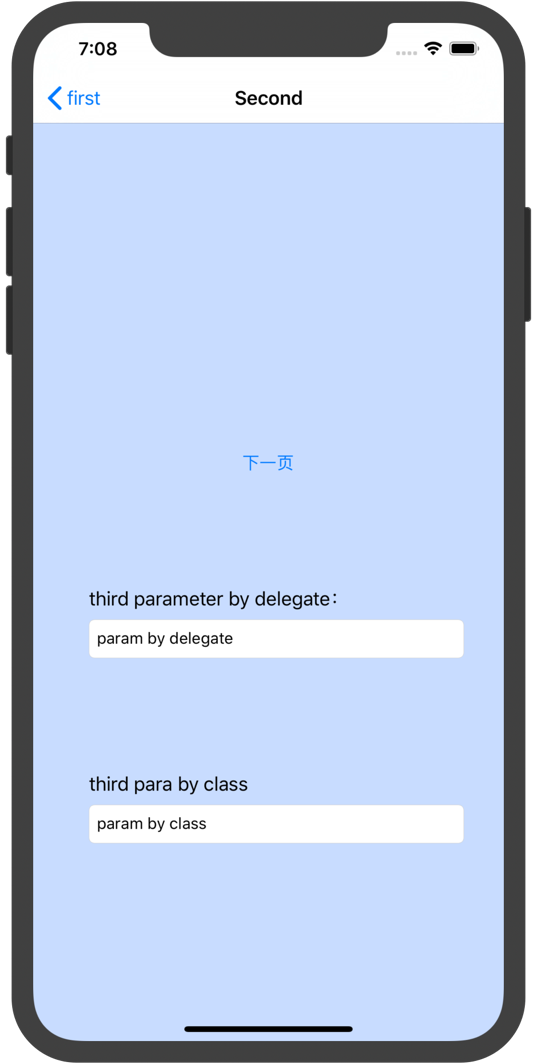 7:08
first
Second
下一页
third parameter by delegate：
param by delegate
third para by class
param by class